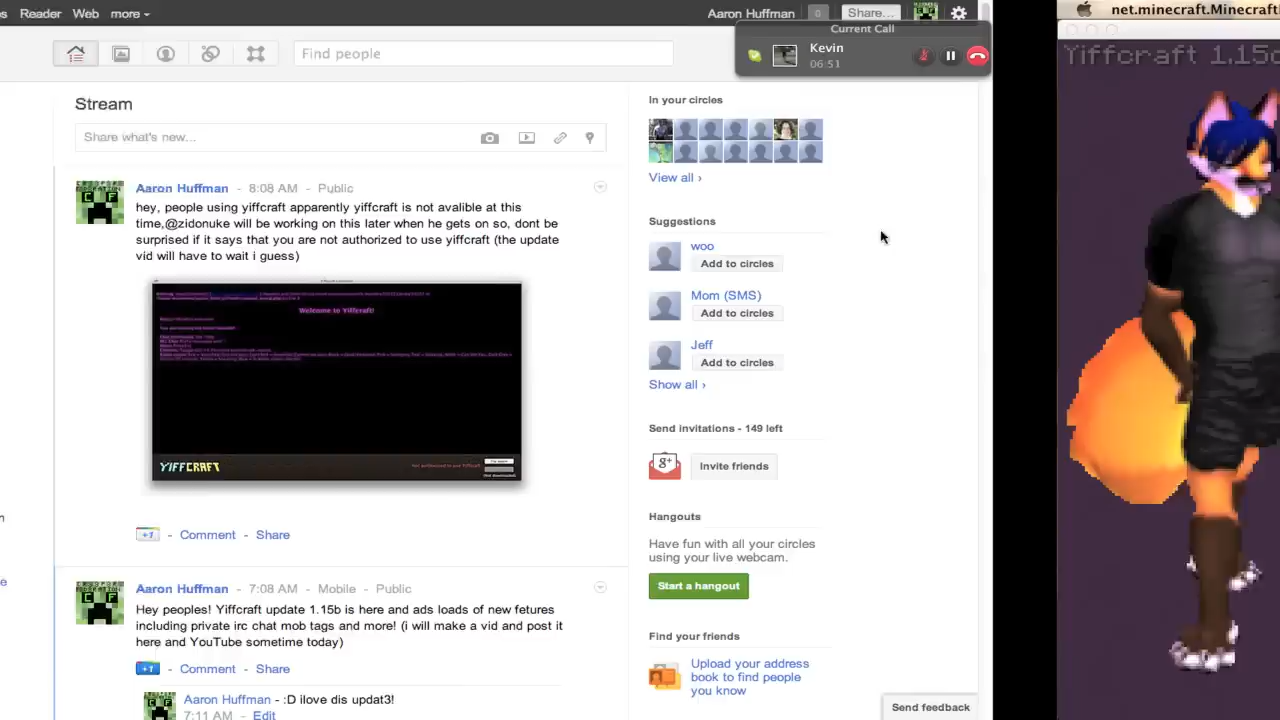 Reader Web more Aaron Huffman 0 Share...
net.minecraft.Minecraft
Find people
Current Call
Kevin
06:51
Yiffcraft 1.15
Stream
Share what's new...
In your circles
View all ›
Suggestions
woo
Add to circles
Mom (SMS)
Add to circles
Jeff
Add to circles
Show all ›
Send invitations - 149 left
g+
Invite friends
Hangouts
Have fun with all your circles
using your live webcam.
Start a hangout
Find your friends
Upload your address
book to find people
you know
Send feedback
Aaron Huffman - 8:08 AM - Public
hey, people using yiffcraft apparently yiffcraft is not avalible at this
time,@zidonuke will be working on this later when he gets on so, dont be
surprised if it says that you are not authorized to use yiffcraft (the update
vid will have to wait i guess)
Welcome to Yiffcraft!
YIFFCRAFT
+1 - Comment - Share
Aaron Huffman - 7:08 AM - Mobile - Public
Hey peoples! Yiffcraft update 1.15b is here and ads loads of new fetures
including private irc chat mob tags and more! (i will make a vid and post it
here and YouTube sometime today)
+1 - Comment - Share
Aaron Huffman - :D ilove dis updat3!
7:11 AM - Edit